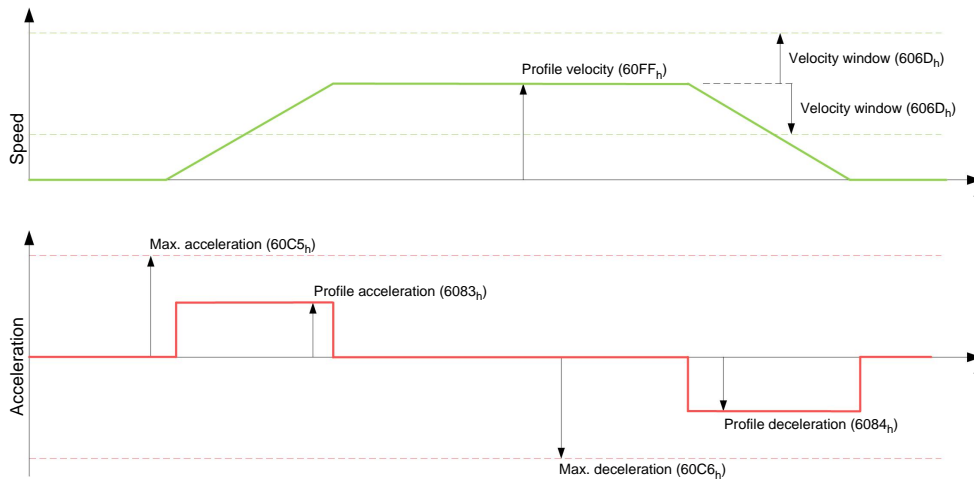 Velocity window (606Dₕ)
Profile velocity (60FFₕ)
Velocity window (606Dₕ)
Speed
Max. acceleration (60C5ₕ)
Profile acceleration (6083ₕ)
Acceleration
Profile deceleration (6084ₕ)
Max. deceleration (60C6ₕ)